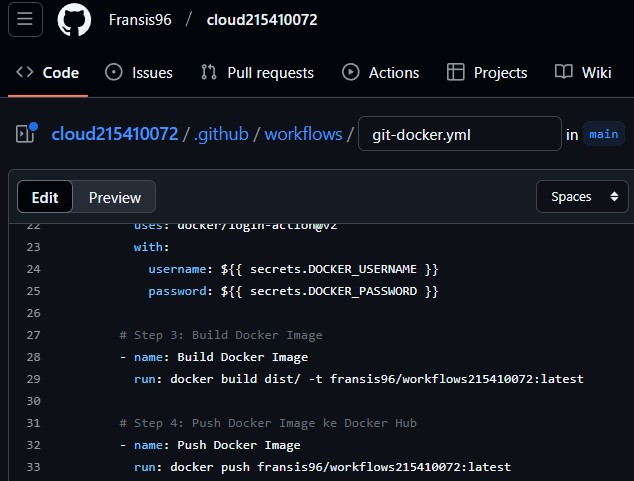 Fransis96 / cloud215410072
<> Code Issues Pull requests Actions Projects Wiki
cloud215410072 / .github / workflows / git-docker.yml in main
Edit Preview Spaces
22 uses: docker/login-action@v2
23 with:
24 username: ${{ secrets.DOCKER_USERNAME }}
25 password: ${{ secrets.DOCKER_PASSWORD }}
26
27 # Step 3: Build Docker Image
28 - name: Build Docker Image
29 run: docker build dist/ -t fransis96/workflows215410072:latest
30
31 # Step 4: Push Docker Image ke Docker Hub
32 - name: Push Docker Image
33 run: docker push fransis96/workflows215410072:latest